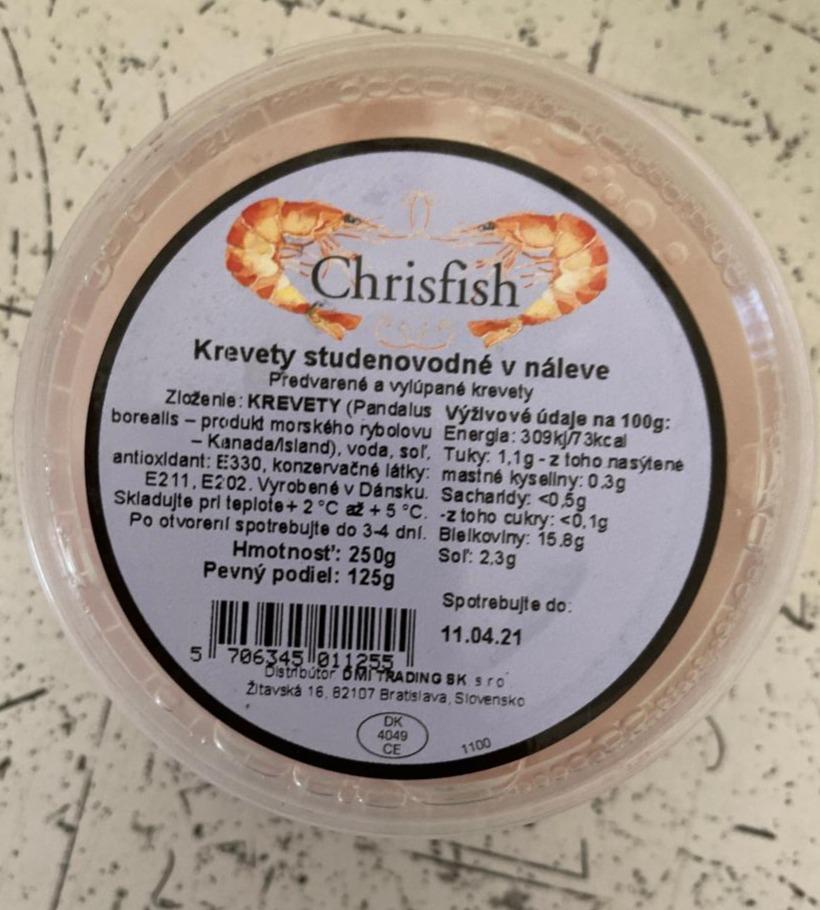 Chrisfish
Krevety studenovodné v náleve
Predvarené a vylúpané krevety
Zloženie: KREVETY (Pandalus
borealis – produkt morského rybolovu
– Kanada/Island), voda, soľ,
antioxidant: E330, konzervačné látky:
E211, E202. Vyrobené v Dánsku.
Skladujte pri teplote + 2 °C až + 5 °C.
Po otvorení spotrebujte do 3-4 dní.
Hmotnosť: 250g
Pevný podiel: 125g
Výživové údaje na 100g:
Energia: 309kj/73kcal
Tuky: 1,1g - z toho nasýtené
mastné kyseliny: 0,3g
Sacharidy: <0,5g
-z toho cukry: <0,1g
Bielkoviny: 15,8g
Soľ: 2,3g
Spotrebujte do:
11.04.21
5 706345 011255
Distribútor DMJ TRADING SK s r o
Žitavská 16, 82107 Bratislava, Slovensko
DK
4049
CE
1100